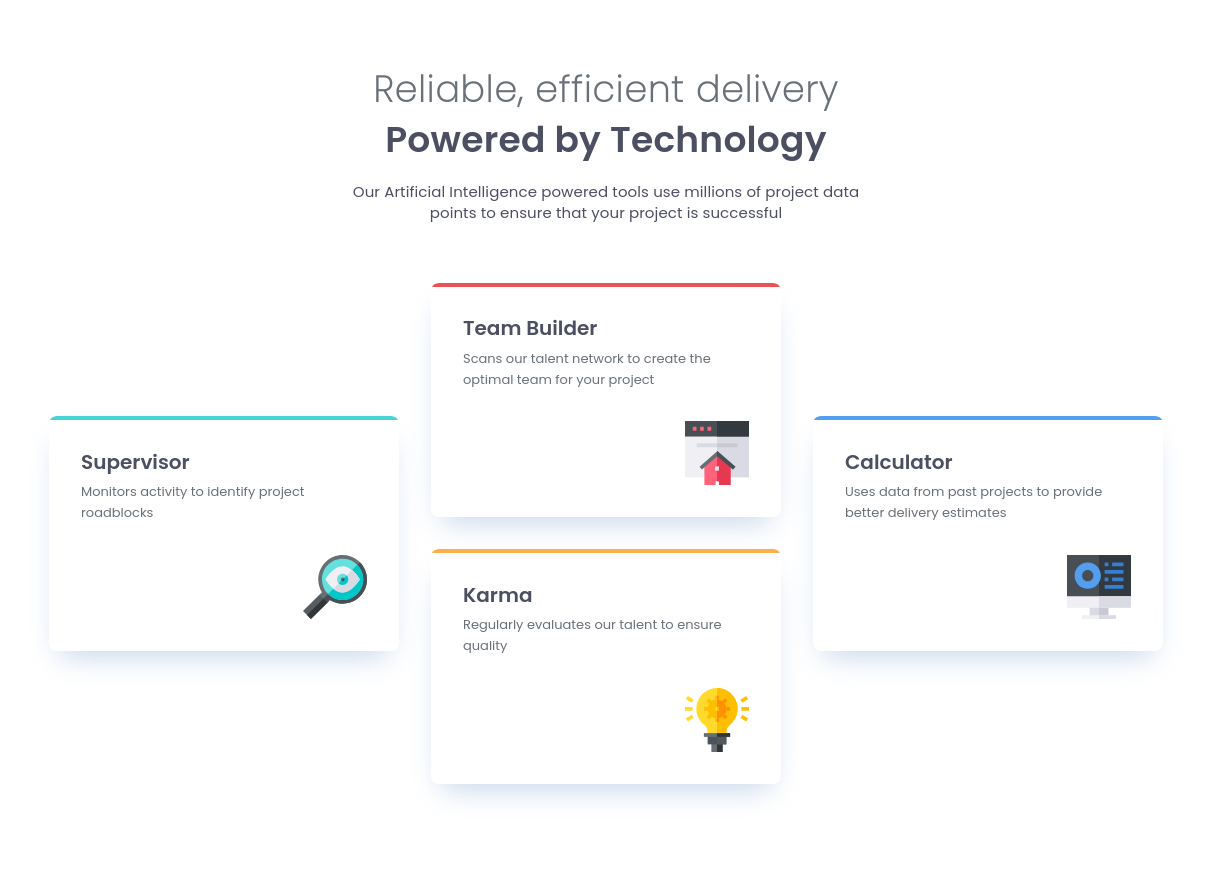 Reliable, efficient delivery
Powered by Technology
Our Artificial Intelligence powered tools use millions of project data
points to ensure that your project is successful
Supervisor
Monitors activity to identify project
roadblocks
Team Builder
Scans our talent network to create the
optimal team for your project
Karma
Regularly evaluates our talent to ensure
quality
Calculator
Uses data from past projects to provide
better delivery estimates